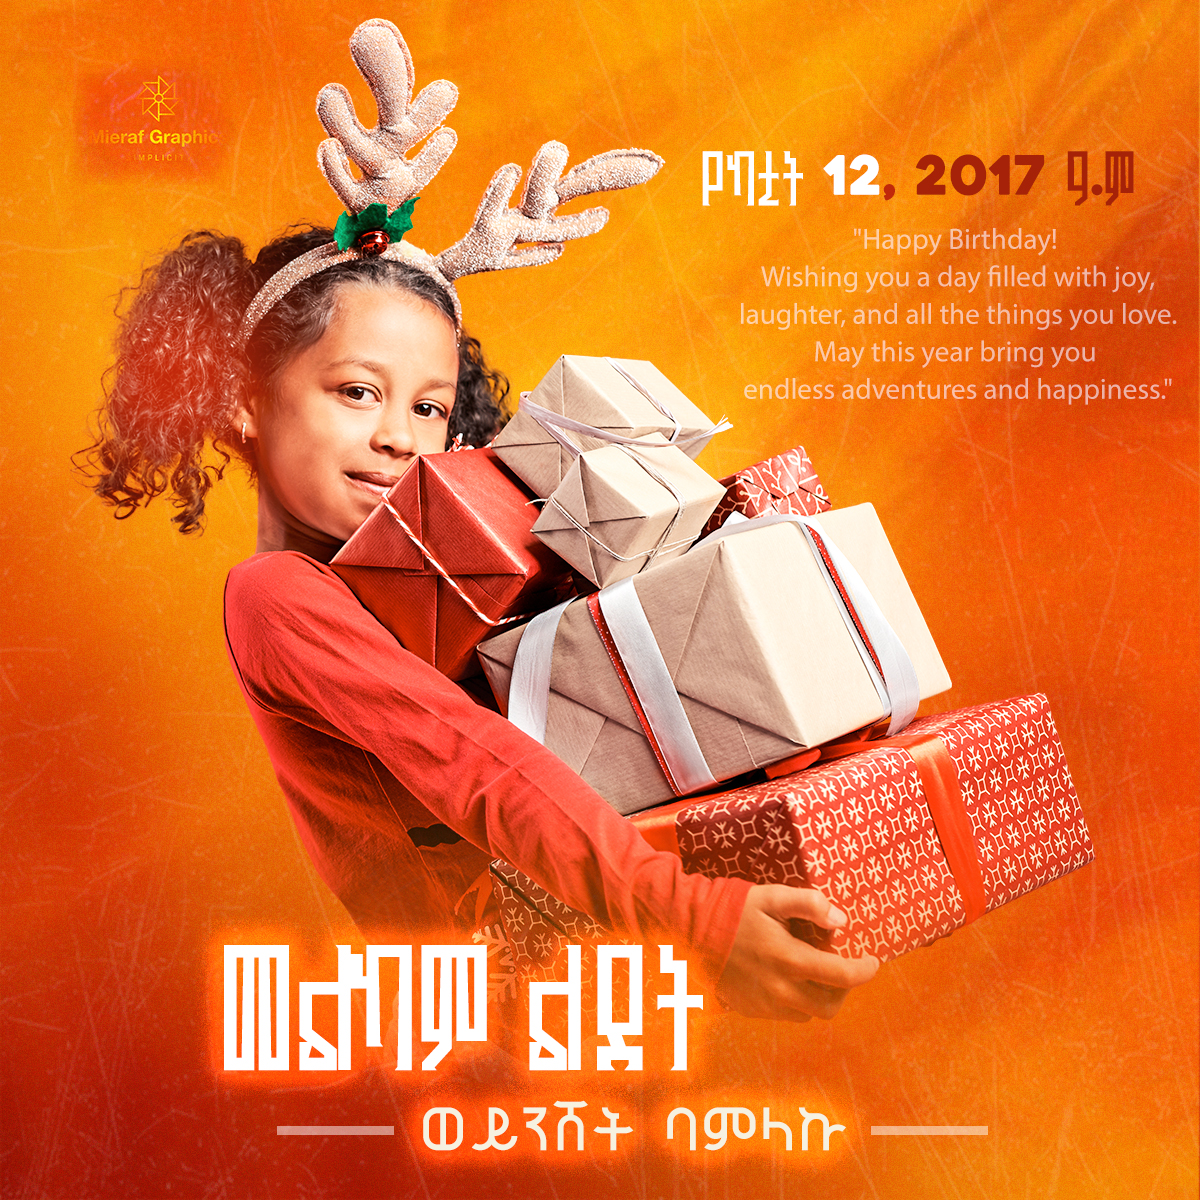 Mieraf Graphic
የካቲት 12, 2017 ዓ.ም
"Happy Birthday!
Wishing you a day filled with joy,
laughter, and all the things you love.
May this year bring you
endless adventures and happiness."
መልካም ልደት
ወይንሸት ባምላኩ